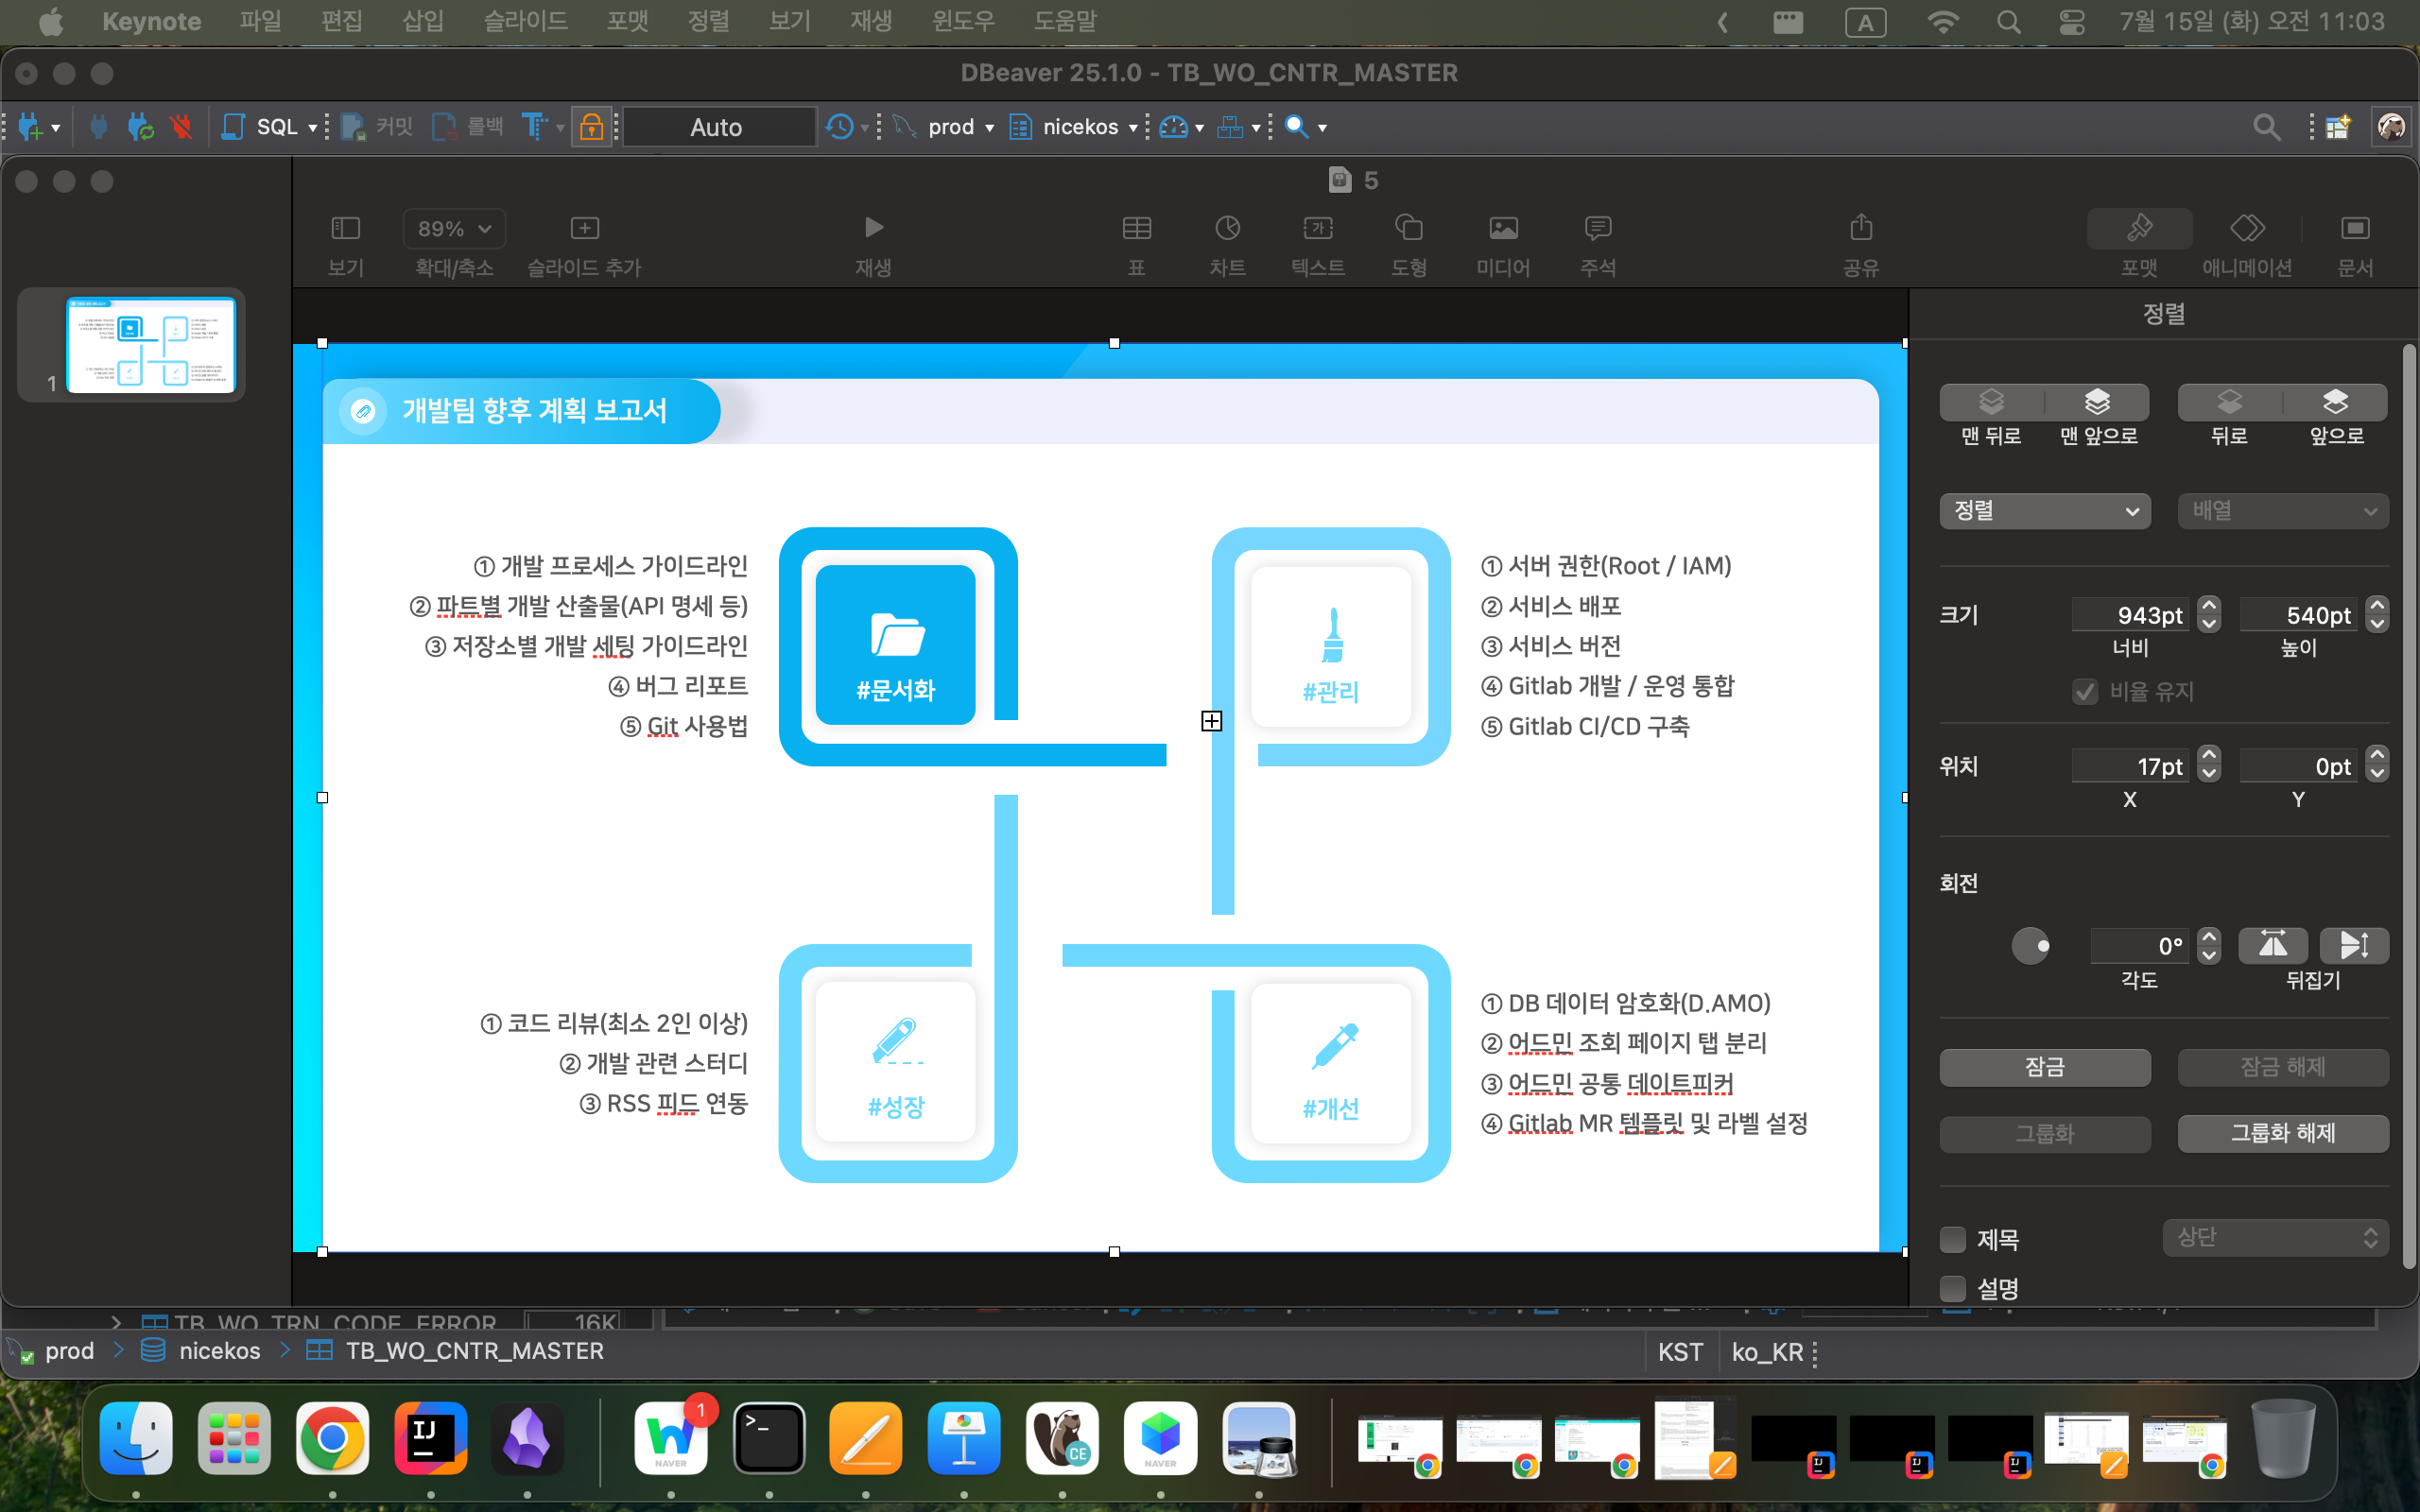 Keynote 파일 편집 삽입 슬라이드 포맷 정렬 보기 재생 윈도우 도움말 A 7월 15일 (화) 오전 11:03
DBeaver 25.1.0 - TB_WO_CNTR_MASTER
SQL 커밋 롤백 T Auto prod nicekos
5
89%
보기 확대/축소 슬라이드 추가 재생 표 차트 텍스트 도형 미디어 주석 공유 포맷 애니메이션 문서
1
개발팀 향후 계획 보고서
① 개발 프로세스 가이드라인
② 파트별 개발 산출물(API 명세 등)
③ 저장소별 개발 세팅 가이드라인
④ 버그 리포트
⑤ Git 사용법
#문서화
#관리
① 서버 권한(Root / IAM)
② 서비스 배포
③ 서비스 버전
④ Gitlab 개발 / 운영 통합
⑤ Gitlab CI/CD 구축
① 코드 리뷰(최소 2인 이상)
② 개발 관련 스터디
③ RSS 피드 연동
#성장
#개선
① DB 데이터 암호화(D.AMO)
② 어드민 조회 페이지 탭 분리
③ 어드민 공통 데이트피커
④ Gitlab MR 템플릿 및 라벨 설정
정렬
맨 뒤로 맨 앞으로 뒤로 앞으로
정렬 배열
크기 943pt 540pt
너비 높이
비율 유지
위치 17pt 0pt
X Y
회전
0°
각도 뒤집기
잠금 잠금 해제
그룹화 그룹화 해제
제목 상단
설명
TB_WO_TRN_CODE_ERROR 16K
prod nicekos TB_WO_CNTR_MASTER KST ko_KR
IJ
W 1
NAVER
>_
CE
NAVER
IJ
IJ
IJ